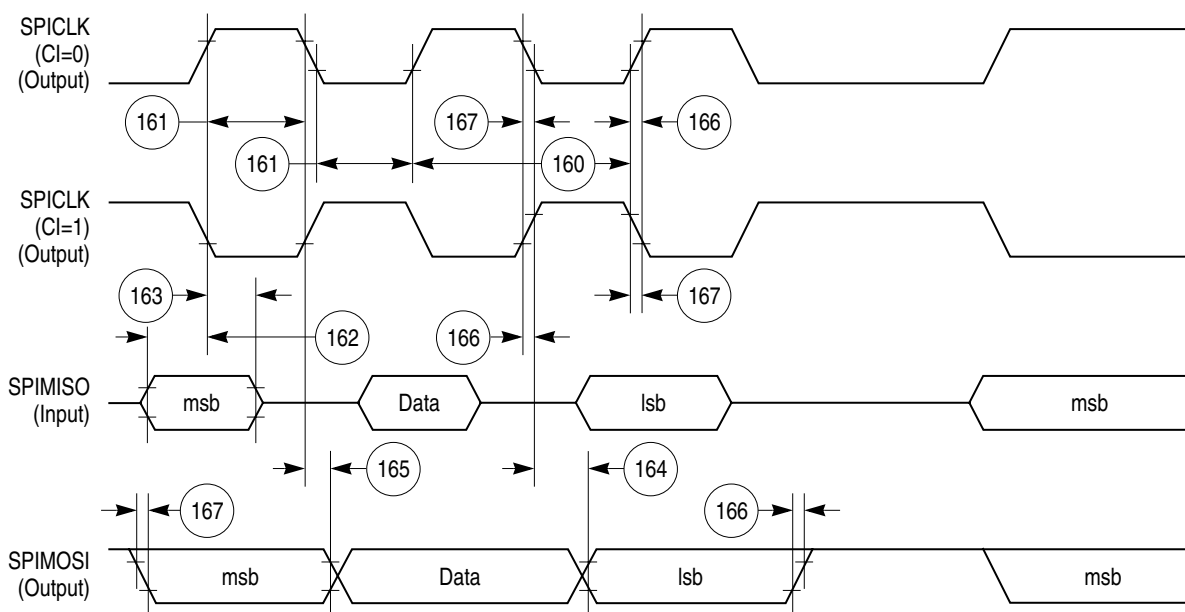 SPICLK
(CI=0)
(Output)
161
167
166
161
160
SPICLK
(CI=1)
(Output)
163
167
162
166
SPIMISO
(Input)
msb
Data
lsb
msb
165
164
167
166
SPIMOSI
(Output)
msb
Data
lsb
msb